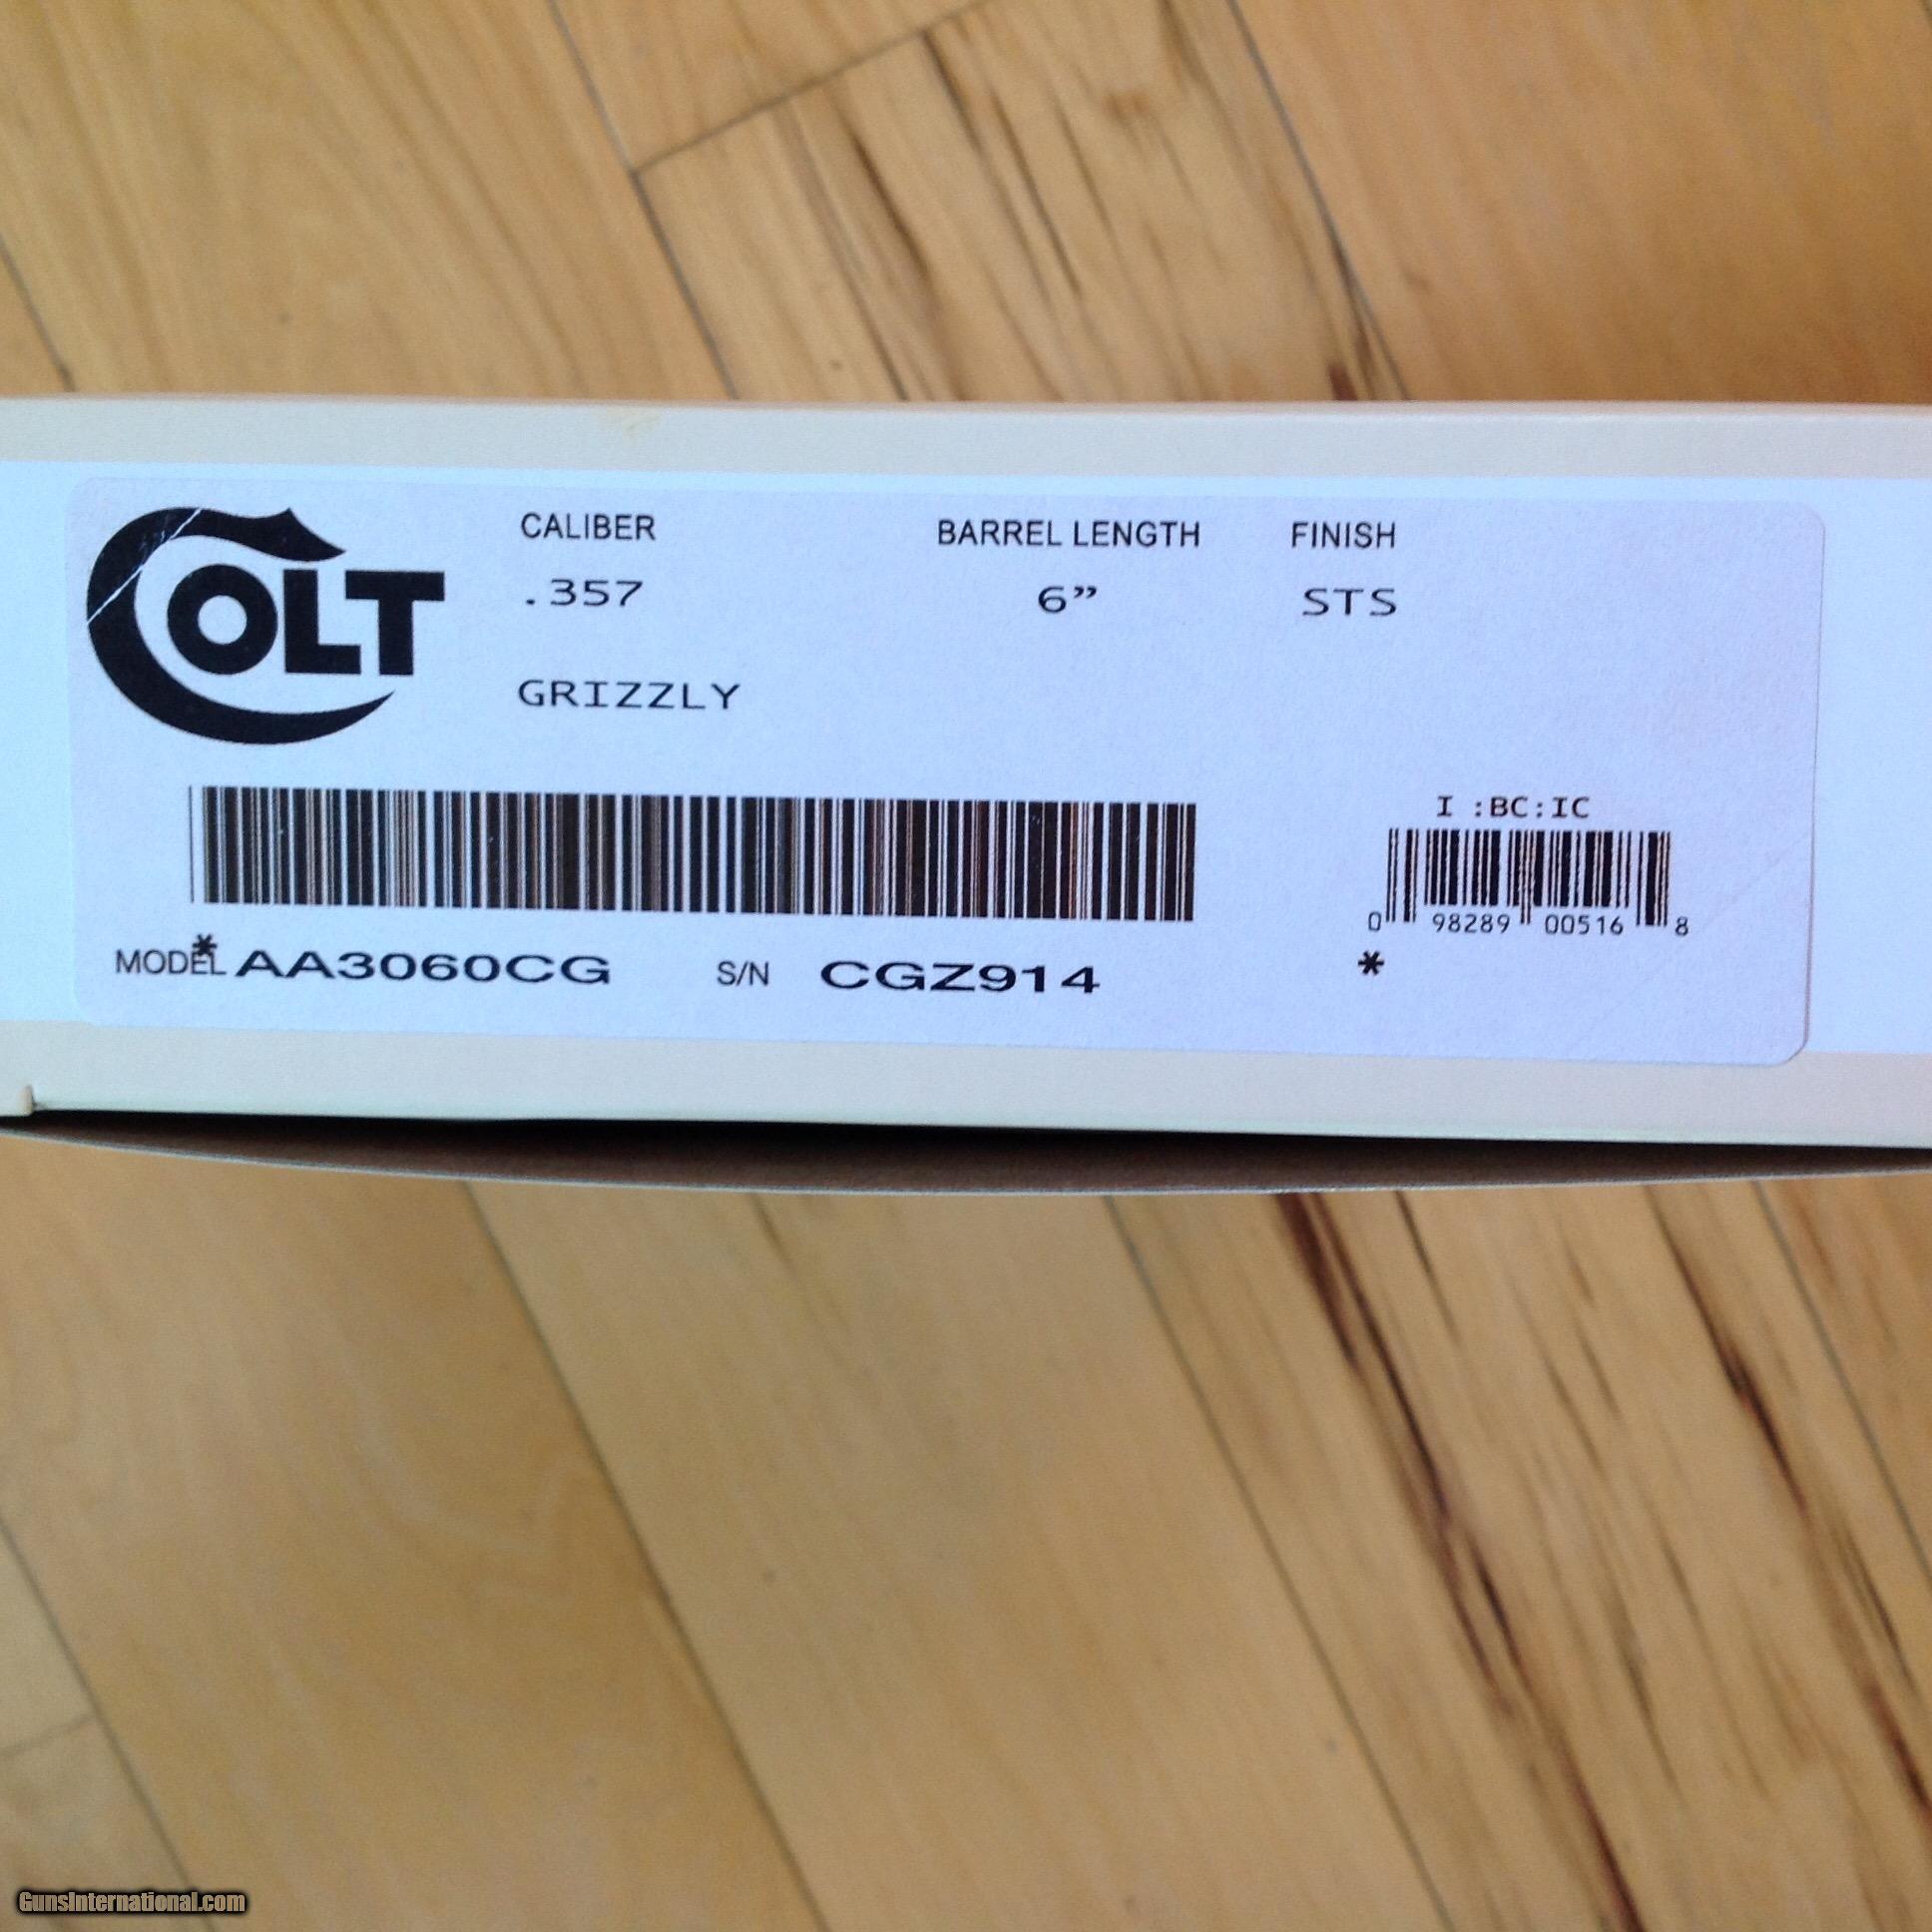 COLT
CALIBER BARREL LENGTH FINISH
.357 6” STS
GRIZZLY
I :BC:IC
0 98289 00516 8
MODEL * AA3060CG S/N CGZ914 *
GunsInternational.com